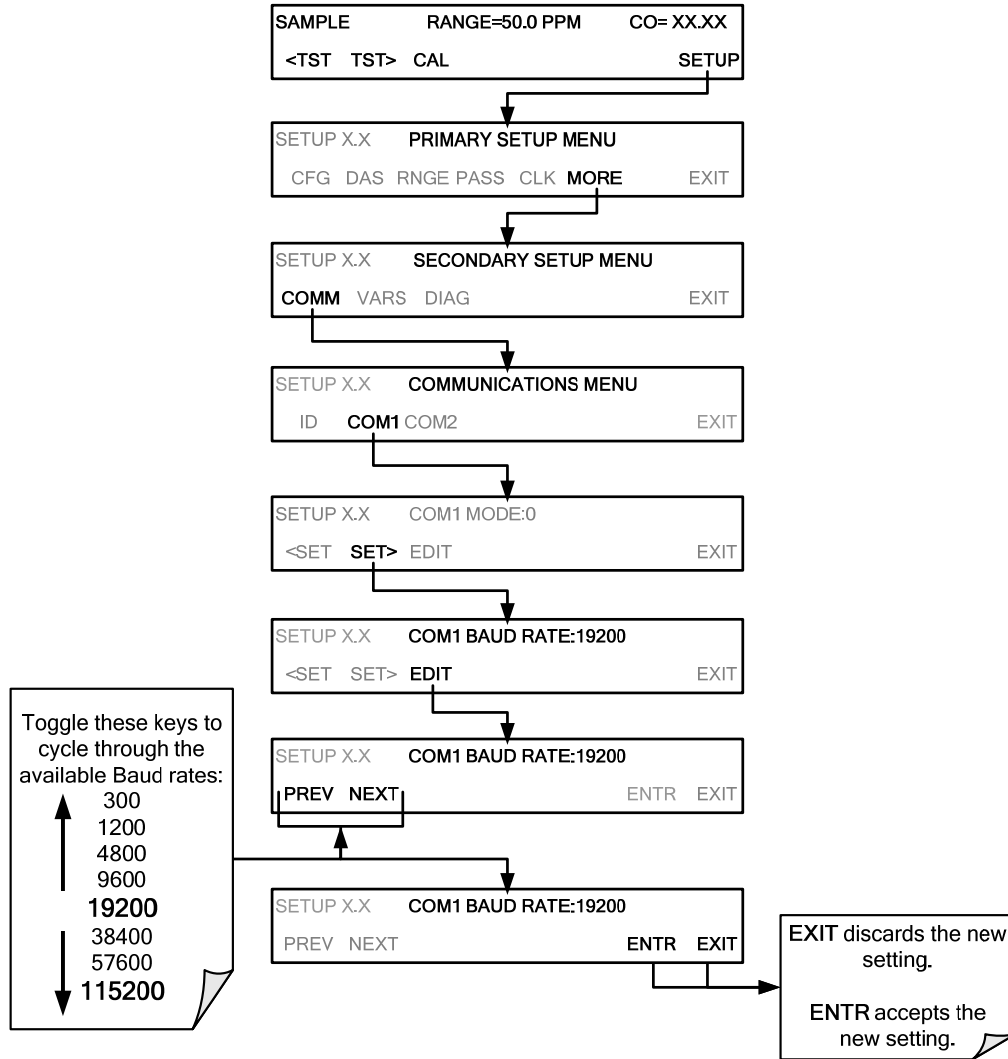 SAMPLE RANGE=50.0 PPM CO= XX.XX
<TST TST> CAL SETUP
SETUP X.X PRIMARY SETUP MENU
CFG DAS RNGE PASS CLK MORE EXIT
SETUP X.X SECONDARY SETUP MENU
COMM VARS DIAG EXIT
SETUP X.X COMMUNICATIONS MENU
ID COM1 COM2 EXIT
SETUP X.X COM1 MODE:0
<SET SET> EDIT EXIT
SETUP X.X COM1 BAUD RATE:19200
<SET SET> EDIT EXIT
SETUP X.X COM1 BAUD RATE:19200
PREV NEXT ENTR EXIT
Toggle these keys to
cycle through the
available Baud rates:
300
1200
4800
9600
19200
38400
57600
115200
SETUP X.X COM1 BAUD RATE:19200
PREV NEXT ENTR EXIT
EXIT discards the new
setting.
ENTR accepts the
new setting.